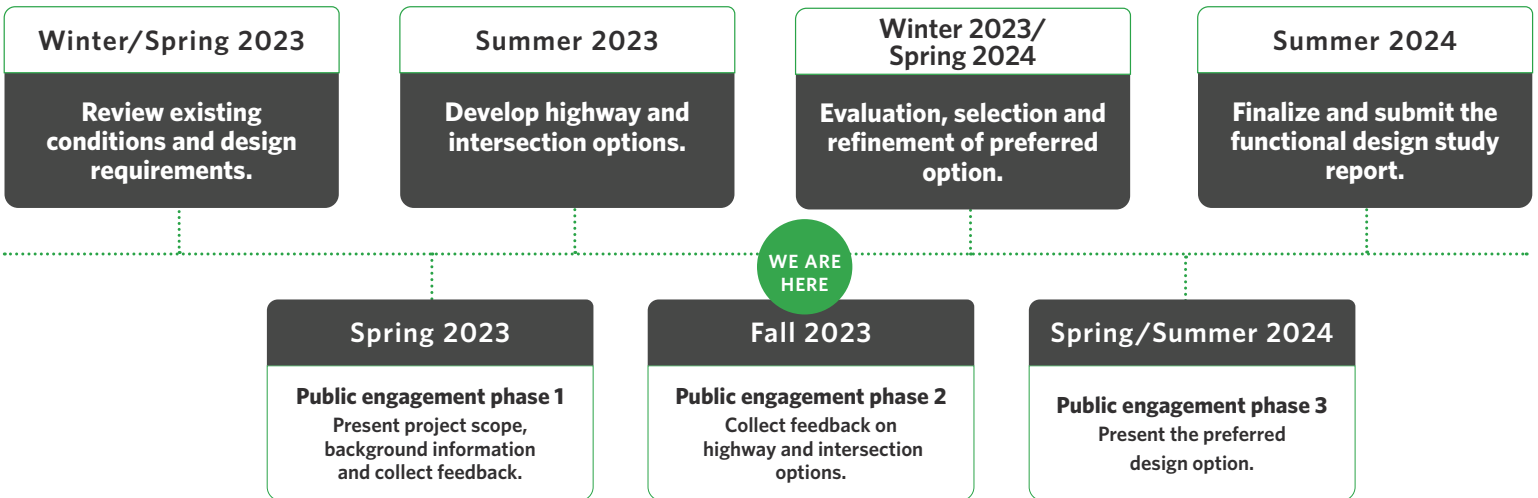 Winter/Spring 2023
Review existing
conditions and design
requirements.
Summer 2023
Develop highway and
intersection options.
Winter 2023/
Spring 2024
Evaluation, selection and
refinement of preferred
option.
Summer 2024
Finalize and submit the
functional design study
report.
WE ARE
HERE
Spring 2023
Public engagement phase 1
Present project scope,
background information
and collect feedback.
Fall 2023
Public engagement phase 2
Collect feedback on
highway and intersection
options.
Spring/Summer 2024
Public engagement phase 3
Present the preferred
design option.